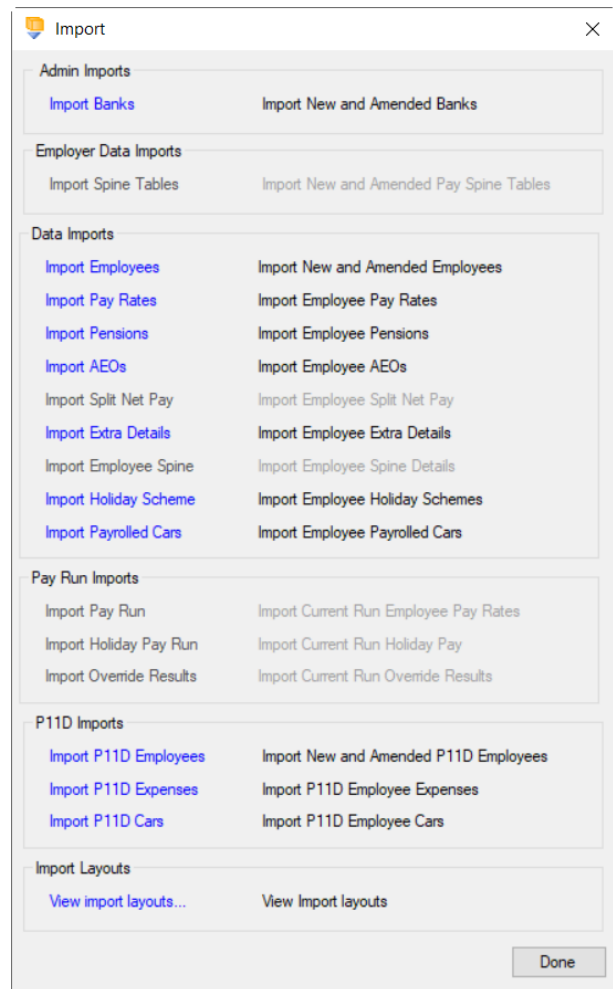 Import
Admin Imports
Import Banks Import New and Amended Banks
Employer Data Imports
Import Spine Tables Import New and Amended Pay Spine Tables
Data Imports
Import Employees Import New and Amended Employees
Import Pay Rates Import Employee Pay Rates
Import Pensions Import Employee Pensions
Import AEOs Import Employee AEOs
Import Split Net Pay Import Employee Split Net Pay
Import Extra Details Import Employee Extra Details
Import Employee Spine Import Employee Spine Details
Import Holiday Scheme Import Employee Holiday Schemes
Import Payrolled Cars Import Employee Payrolled Cars
Pay Run Imports
Import Pay Run Import Current Run Employee Pay Rates
Import Holiday Pay Run Import Current Run Holiday Pay
Import Override Results Import Current Run Override Results
P11D Imports
Import P11D Employees Import New and Amended P11D Employees
Import P11D Expenses Import P11D Employee Expenses
Import P11D Cars Import P11D Employee Cars
Import Layouts
View import layouts... View Import layouts
Done